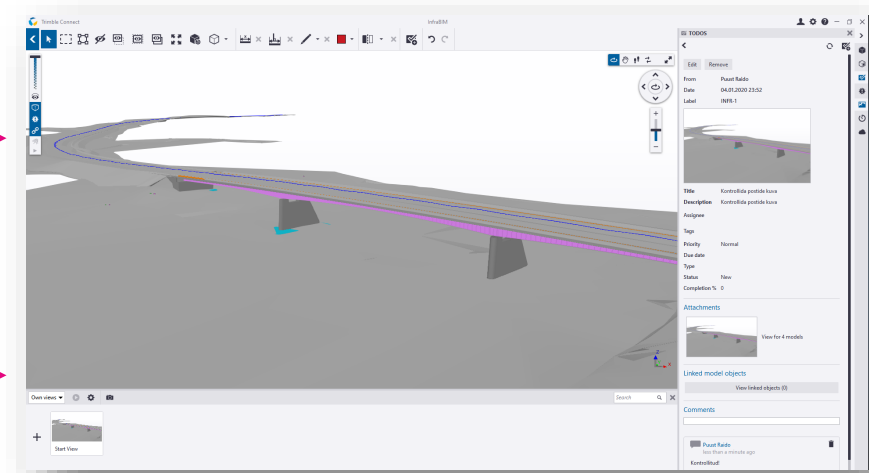 Trimble Connect
InfraBIM
TODOS
Edit Remove
From Puust Raido
Date 04.01.2020 23:52
Label INFR-1
Title Kontrollida postide kuva
Description Kontrollida postide kuva
Assignee
Tags
Priority Normal
Due date
Type
Status New
Completion % 0
Attachments
View for 4 models
Linked model objects
View linked objects (0)
Comments
Puust Raido
less than a minute ago
Kontrollitud!
Own views
Search
Start View